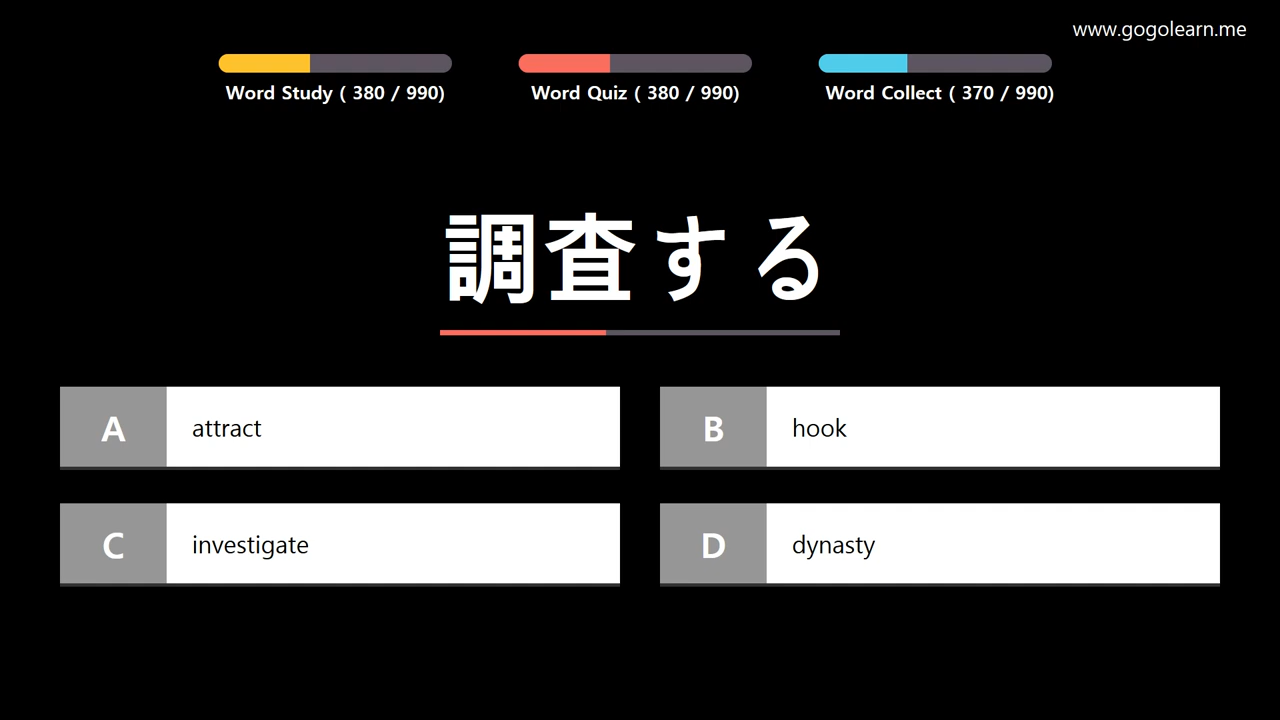 www.gogolearn.me
Word Study ( 380 / 990)
Word Quiz ( 380 / 990)
Word Collect ( 370 / 990)
調査する
A attract
B hook
C investigate
D dynasty